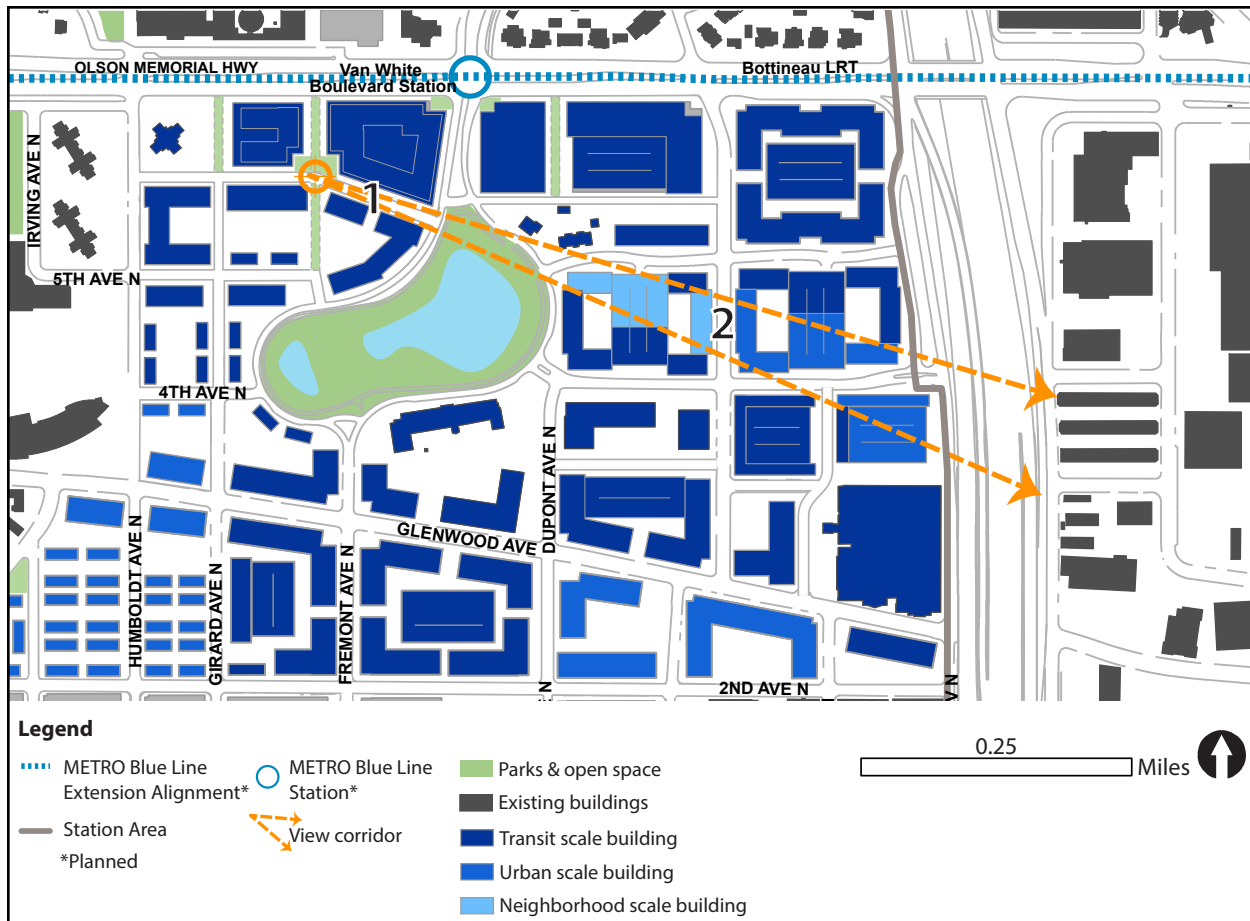 OLSON MEMORIAL HWY
Van White
Boulevard Station
Bottineau LRT
IRVING AVE N
1
5TH AVE N
2
4TH AVE N
DUPONT AVE N
GLENWOOD AVE
HUMBOLDT AVE N
GIRARD AVE N
FREMONT AVE N
2ND AVE N
E N
V N
Legend
METRO Blue Line
Extension Alignment*
Station Area
*Planned
METRO Blue Line
Station*
View corridor
Parks & open space
Existing buildings
Transit scale building
Urban scale building
Neighborhood scale building
0.25
Miles